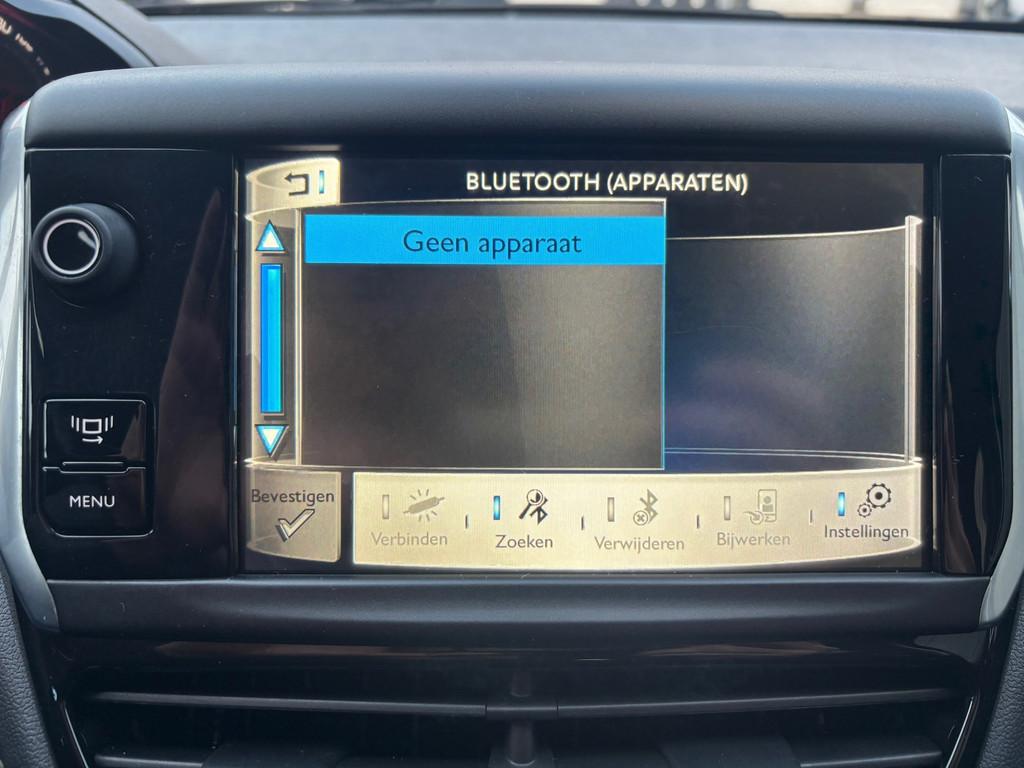 BLUETOOTH (APPARATEN)
Geen apparaat
MENU
Bevestigen
Verbinden
Zoeken
Verwijderen
Bijwerken
Instellingen